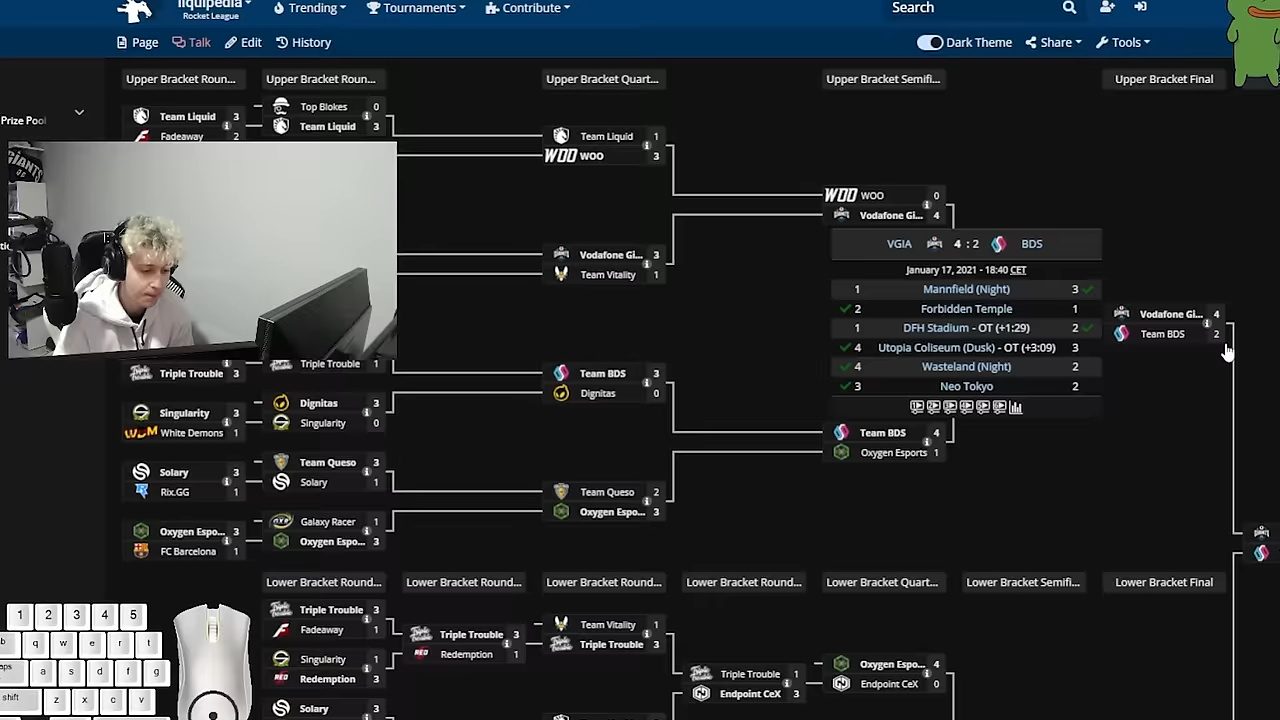 liquipedia
Rocket League
Trending
Tournaments
Contribute
Search
Page
Talk
Edit
History
Dark Theme
Share
Tools
Upper Bracket Roun...
Upper Bracket Roun...
Upper Bracket Quart...
Upper Bracket Semifi...
Upper Bracket Final
Prize Pool
Team Liquid 3
Fadeaway 2
Top Blokes 0
Team Liquid 3
Team Liquid 1
WOO WOO 3
WOO WOO 0
Vodafone Gi... 4
Vodafone Gi... 3
Team Vitality 1
VGIA 4 : 2 BDS
January 17, 2021 - 18:40 CET
1 Mannfield (Night) 3
2 Forbidden Temple 1
1 DFH Stadium - OT (+1:29) 2
4 Utopia Coliseum (Dusk) - OT (+3:09) 3
4 Wasteland (Night) 2
3 Neo Tokyo 2
Vodafone Gi... 4
Team BDS 2
GIANTS
Triple Trouble 3
Triple Trouble 1
Team BDS 3
Dignitas 0
Dignitas 3
Singularity 0
Singularity 3
White Demons 1
Team BDS 4
Oxygen Esports 1
Solary 3
Rix.GG 1
Team Queso 3
Solary 1
Team Queso 2
Oxygen Espo... 3
Oxygen Espo... 3
FC Barcelona 1
Galaxy Racer 1
Oxygen Espo... 3
Lower Bracket Round...
Lower Bracket Round...
Lower Bracket Round...
Lower Bracket Round...
Lower Bracket Quart...
Lower Bracket Semifi...
Lower Bracket Final
Triple Trouble 3
Fadeaway 1
Triple Trouble 3
Redemption 1
Team Vitality 1
Triple Trouble 3
Singularity 1
Redemption 3
Triple Trouble 1
Endpoint CeX 3
Oxygen Espo... 4
Endpoint CeX 0
Solary 3
1 2 3 4 5
b q w e r t
ps a s d f g
shift z x c v